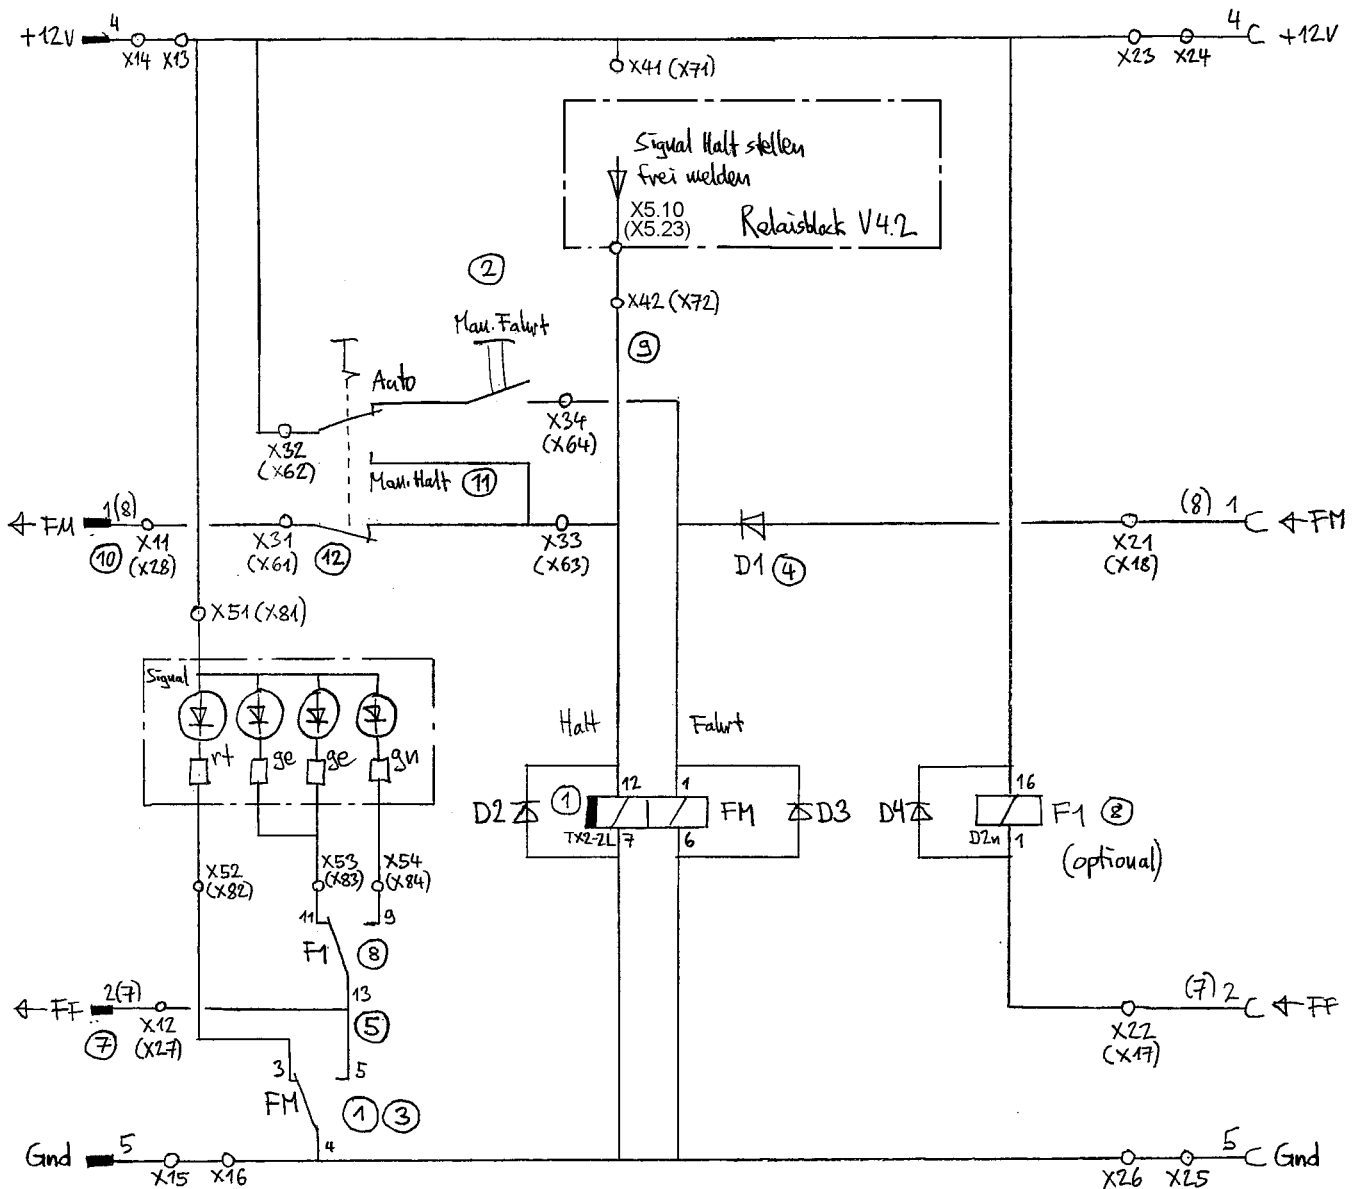 +12V 4
X14 X13
X41 (X71)
X23 X24
4 +12V
Signal Halt stellen
frei melden
X5.10
(X5.23)
Relaisblock V4.2
2
X42 (X72)
Man. Fahrt
9
Auto
X32
(X62)
X34
(X64)
Man. Halt 11
FM 1(8)
10
X11
(X28)
X31
(X61)
12
X33
(X63)
D1 4
X21
(X18)
(8) 1 FM
X51 (X81)
Signal
rt
ge
ge
gn
Halt
Fahrt
12
1
16
D2
1
FM
D3
D4
F1 8
TX2-2L 7
6
D2n 1
(optional)
X52
(X82)
X53
(X83)
X54
(X84)
11
9
F1
8
13
FF 2(7)
7
X12
(X27)
5
(7) 2 FF
X22
(X17)
3
5
FM
1 3
4
Gnd 5
X15 X16
X26 X25
5 Gnd